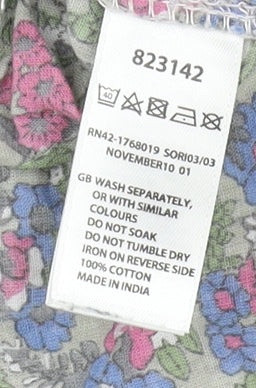 823142
40
RN42-1768019 SORI03/03
NOVEMBER10 01
GB WASH SEPARATELY,
OR WITH SIMILAR
COLOURS
DO NOT SOAK
DO NOT TUMBLE DRY
IRON ON REVERSE SIDE
100% COTTON
MADE IN INDIA